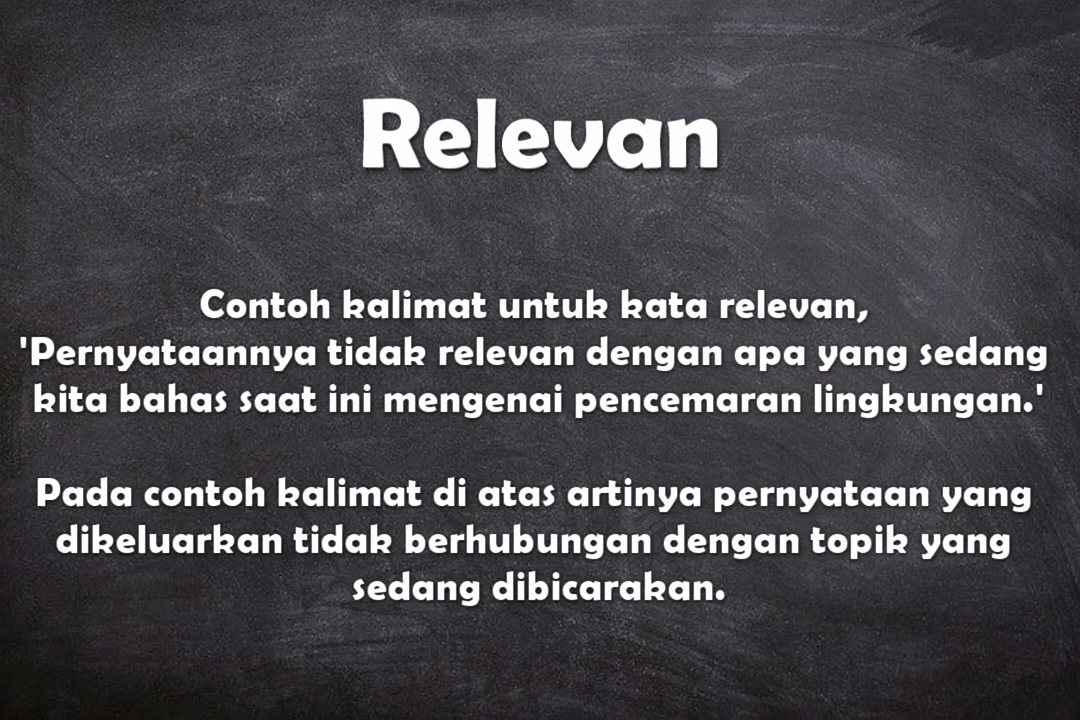 Relevan
Contoh kalimat untuk kata relevan,
'Pernyataannya tidak relevan dengan apa yang sedang
kita bahas saat ini mengenai pencemaran lingkungan.'
Pada contoh kalimat di atas artinya pernyataan yang
dikeluarkan tidak berhubungan dengan topik yang
sedang dibicarakan.